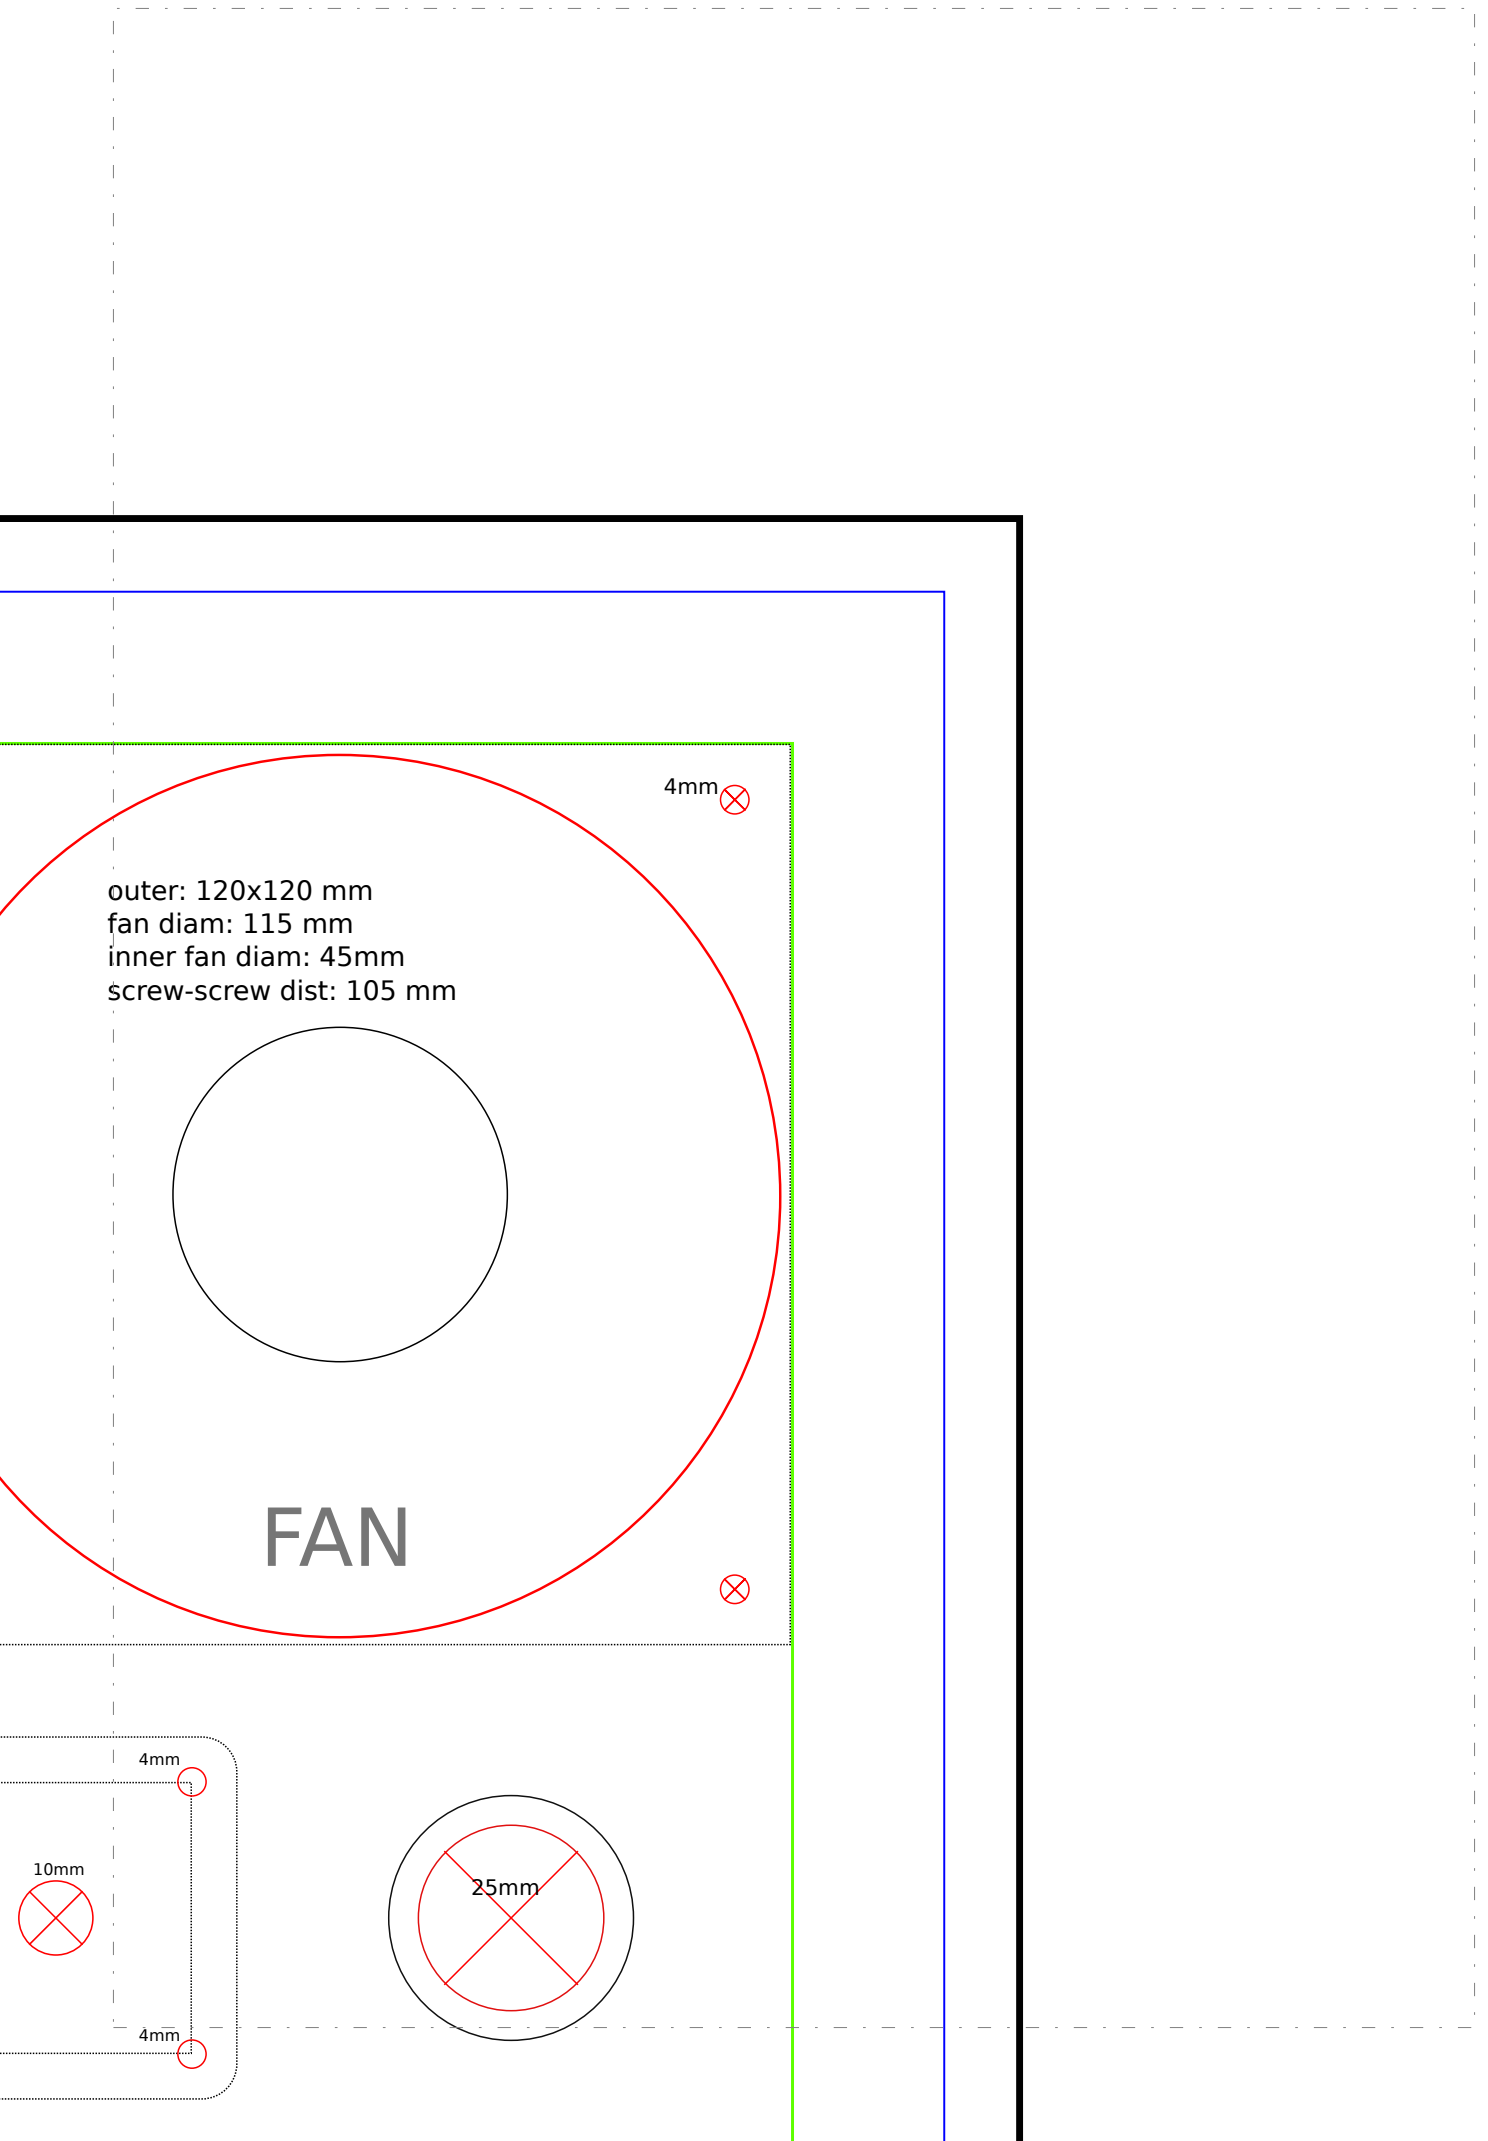 4mm
outer: 120x120 mm
fan diam: 115 mm
inner fan diam: 45mm
screw-screw dist: 105 mm
FAN
4mm
10mm
25mm
4mm